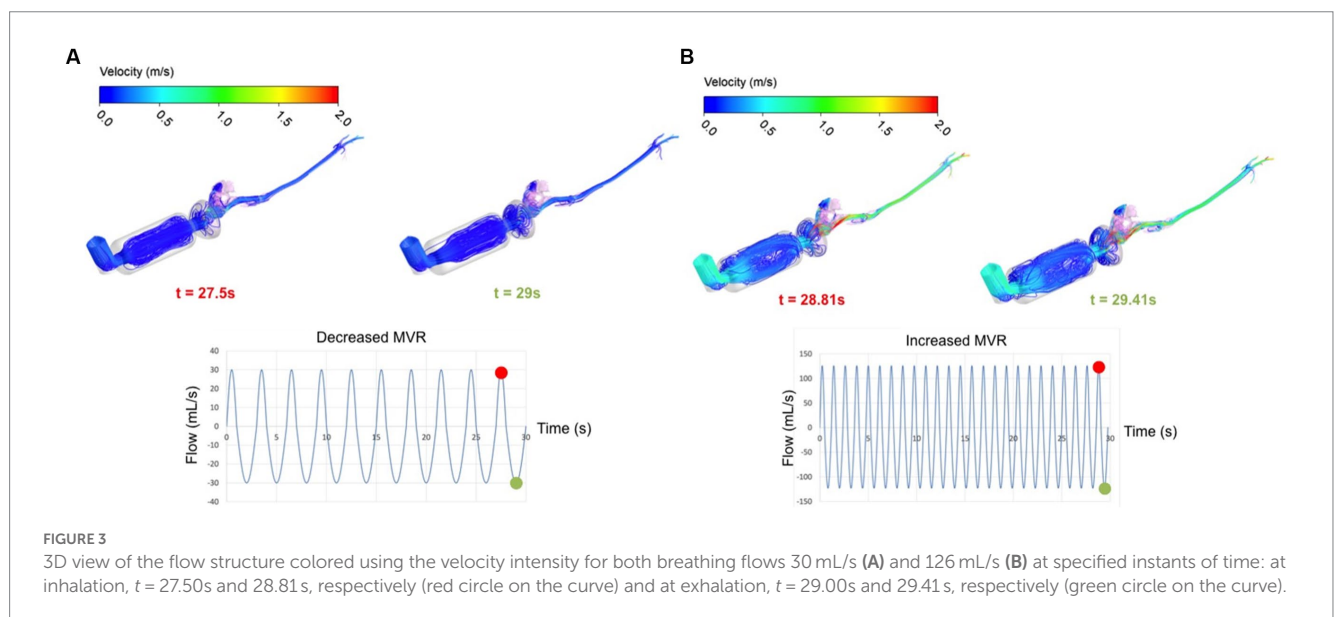 A
Velocity (m/s)
0.0 0.5 1.0 1.5 2.0
t = 27.5s
t = 29s
Decreased MVR
Flow (mL/s)
40
30
20
10
0
-10
-20
-30
-40
0 5 10 15 20 25 30
Time (s)
B
Velocity (m/s)
0.0 0.5 1.0 1.5 2.0
t = 28.81s
t = 29.41s
Increased MVR
Flow (mL/s)
150
100
50
0
-50
-100
-150
0 5 10 15 20 25 30
Time (s)
FIGURE 3
3D view of the flow structure colored using the velocity intensity for both breathing flows 30 mL/s (A) and 126 mL/s (B) at specified instants of time: at
inhalation, t = 27.50 s and 28.81 s, respectively (red circle on the curve) and at exhalation, t = 29.00 s and 29.41 s, respectively (green circle on the curve).